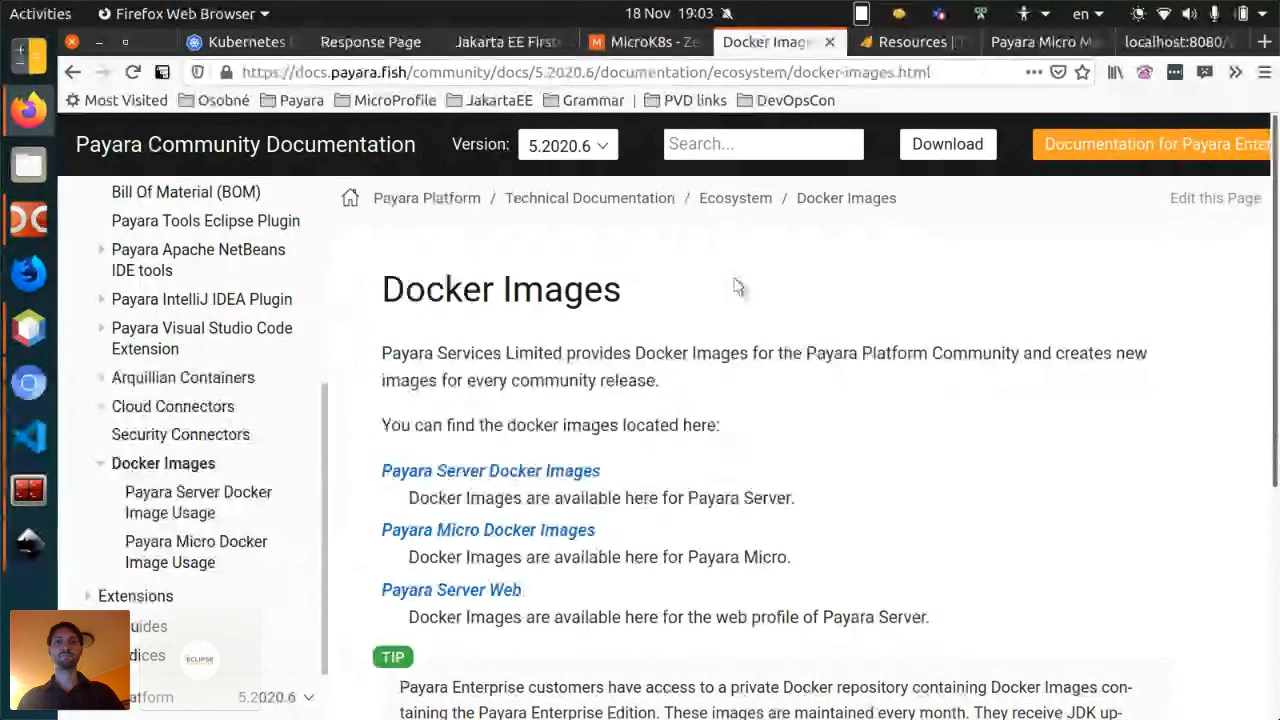 Activities
Firefox Web Browser
18 Nov 19:03
en
Kubernetes
Response Page
Jakarta EE First
MicroK8s - Ze
Docker Imag
Resources |
Payara Micro M
localhost:8080/
https://docs.payara.fish/community/docs/5.2020.6/documentation/ecosystem/docker-images.html
Most Visited
Osobné
Payara
MicroProfile
JakartaEE
Grammar
PVD links
DevOpsCon
Payara Community Documentation
Version:
5.2020.6
Search...
Download
Documentation for Payara Enter
Bill Of Material (BOM)
Payara Tools Eclipse Plugin
Payara Apache NetBeans
IDE tools
Payara IntelliJ IDEA Plugin
Payara Visual Studio Code
Extension
Arquillian Containers
Cloud Connectors
Security Connectors
Docker Images
Payara Server Docker
Image Usage
Payara Micro Docker
Image Usage
Extensions
uides
dices
tform
5.2020.6
ECLIPSE
Payara Platform / Technical Documentation / Ecosystem / Docker Images
Edit this Page
Docker Images
Payara Services Limited provides Docker Images for the Payara Platform Community and creates new
images for every community release.
You can find the docker images located here:
Payara Server Docker Images
Docker Images are available here for Payara Server.
Payara Micro Docker Images
Docker Images are available here for Payara Micro.
Payara Server Web
Docker Images are available here for the web profile of Payara Server.
TIP
Payara Enterprise customers have access to a private Docker repository containing Docker Images con-
taining the Payara Enterprise Edition. These images are maintained every month. They receive JDK up-